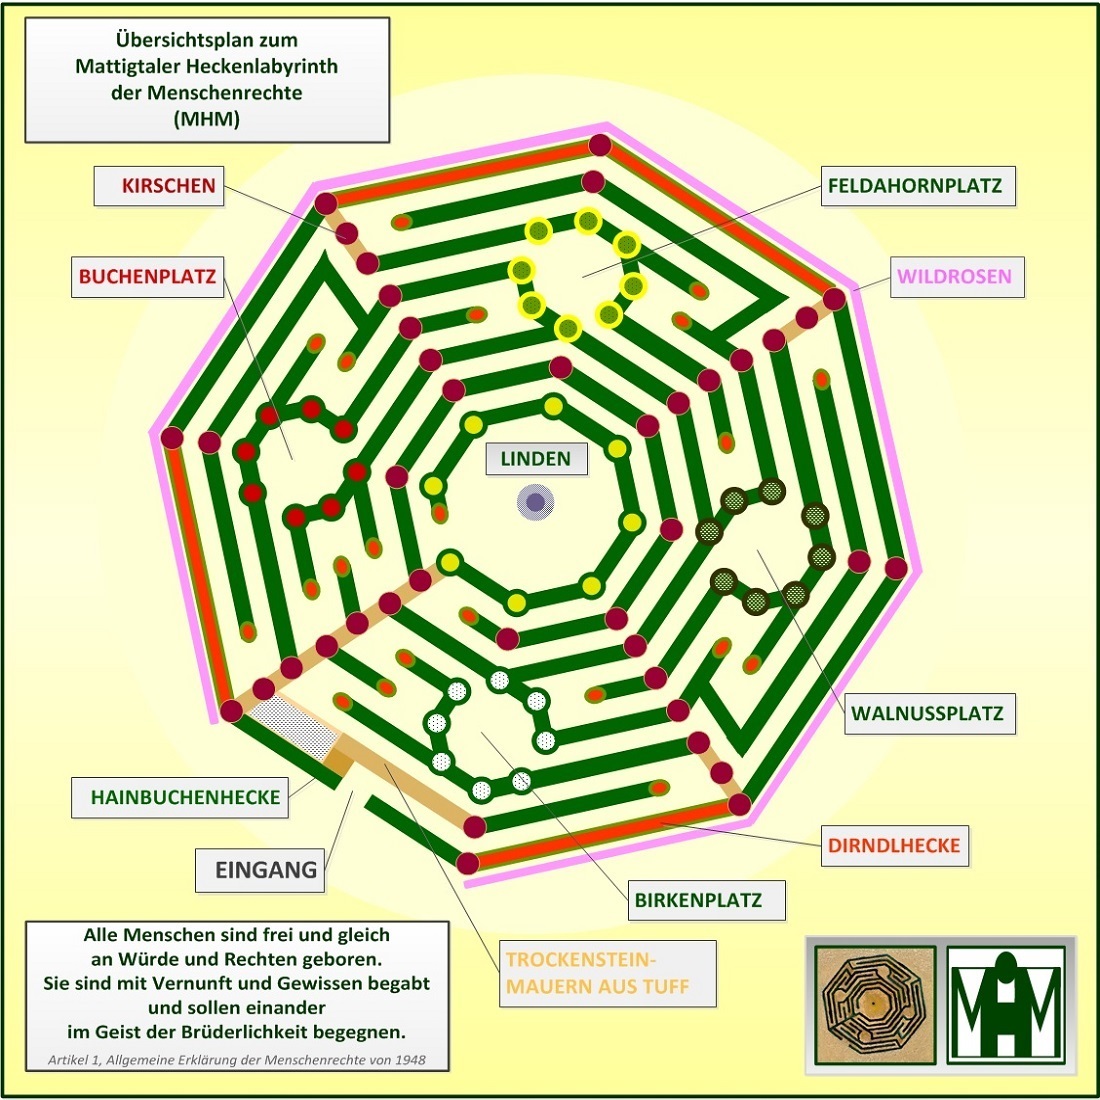 Übersichtsplan zum
Mattigtaler Heckenlabyrinth
der Menschenrechte
(MHM)
KIRSCHEN
FELDAHORNPLATZ
BUCHENPLATZ
WILDROSEN
LINDEN
WALNUSSPLATZ
HAINBUCHENHECKE
DIRNDLHECKE
EINGANG
BIRKENPLATZ
TROCKENSTEIN-
MAUERN AUS TUFF
Alle Menschen sind frei und gleich
an Würde und Rechten geboren.
Sie sind mit Vernunft und Gewissen begabt
und sollen einander
im Geist der Brüderlichkeit begegnen.
Artikel 1, Allgemeine Erklärung der Menschenrechte von 1948
MHM